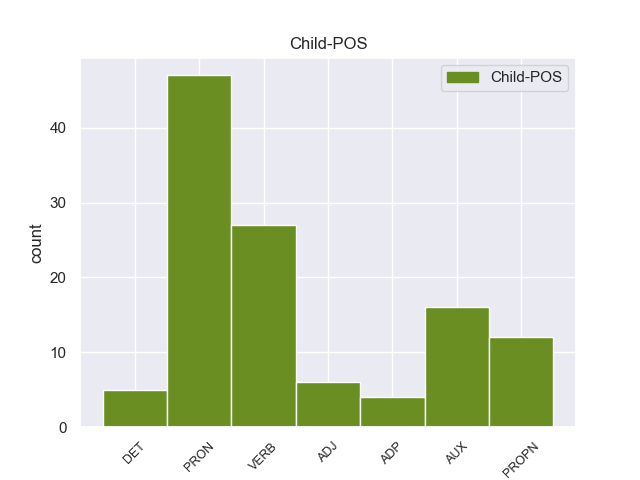 Child-POS
Child-POS
count
40
30
20
10
0
DET PRON VERB ADJ ADP AUX PROPN